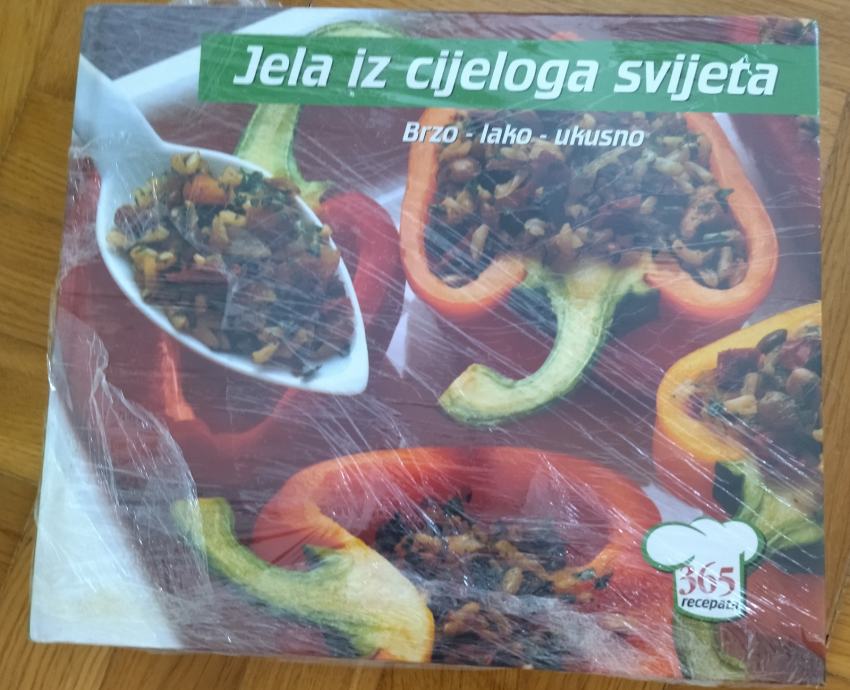 Jela iz cijeloga svijeta
Brzo - lako - ukusno
365
recepata